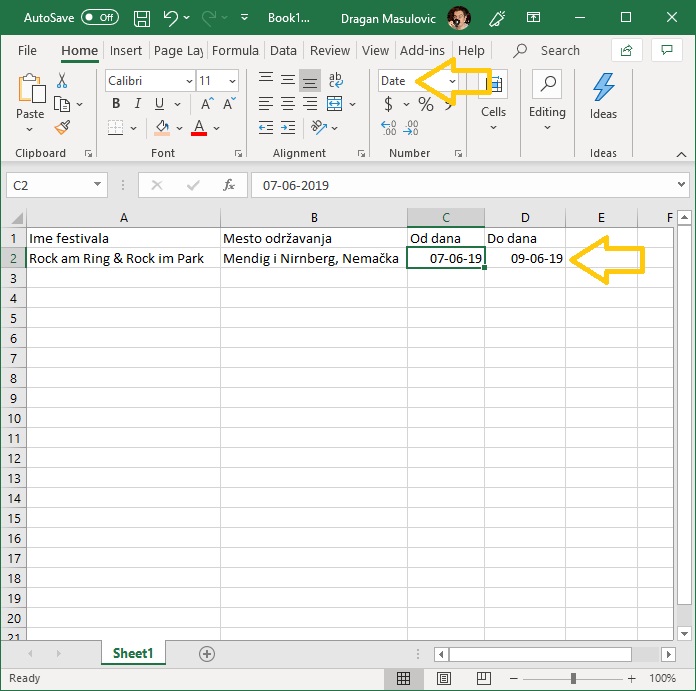 AutoSave Off Book1... Dragan Masulovic
File Home Insert Page Lay Formula Data Review View Add-ins Help Search
Calibri 11 ab Date
Paste B I U A A $ % Cells Editing Ideas
A .00 .00
Clipboard Font Alignment Number Ideas
C2 fx 07-06-2019
A B C D E F
1 Ime festivala Mesto održavanja Od dana Do dana
2 Rock am Ring & Rock im Park Mendig i Nirnberg, Nemačka 07-06-19 09-06-19
3
4
5
6
7
8
9
10
11
12
13
14
15
16
17
18
19
20
21
Sheet1
Ready 100%